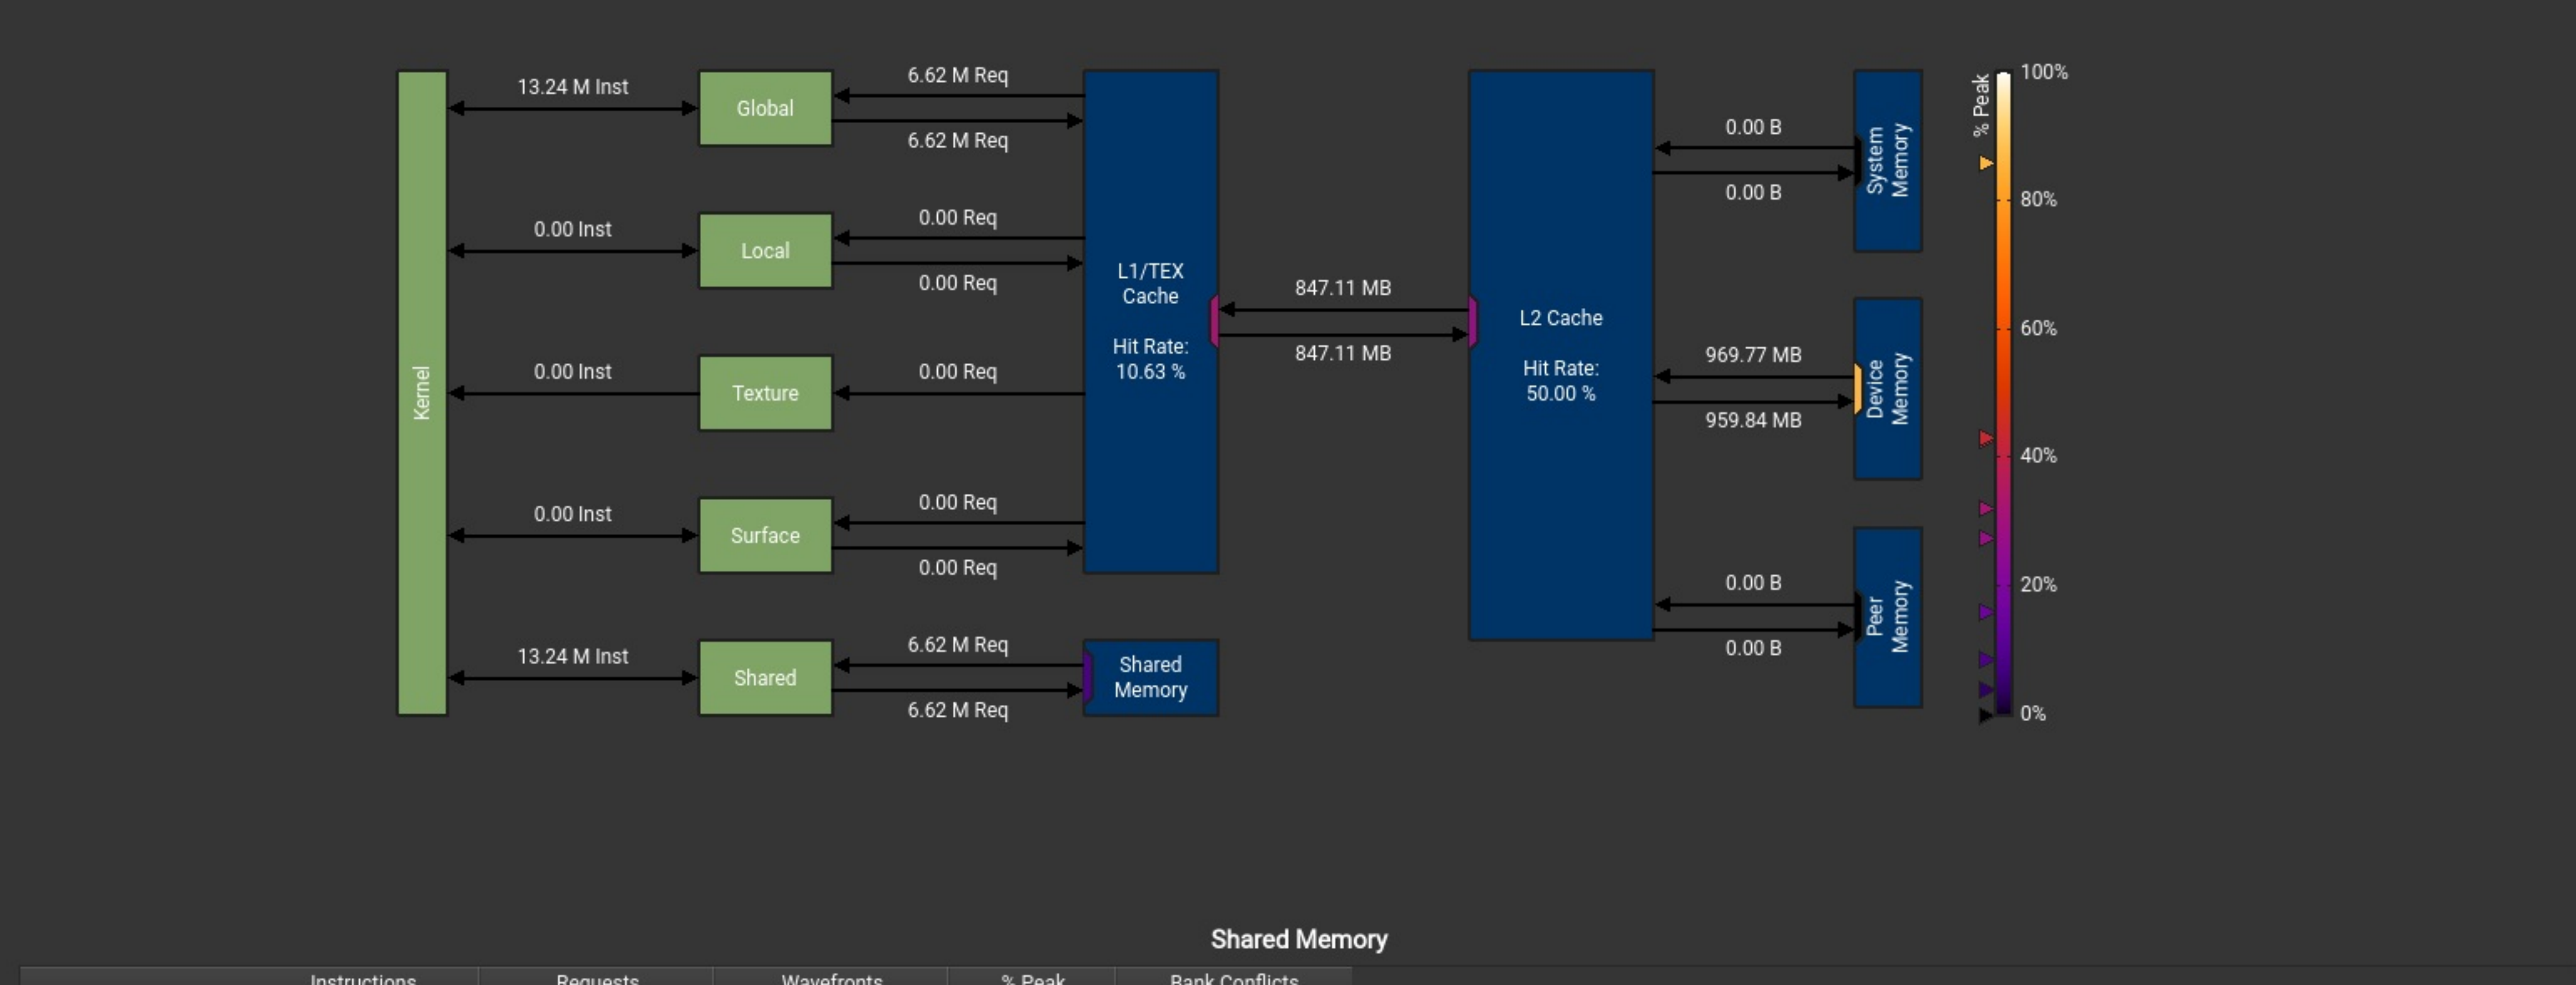 Kernel
13.24 M Inst
Global
6.62 M Req
6.62 M Req
0.00 Inst
Local
0.00 Req
0.00 Req
0.00 Inst
Texture
0.00 Req
0.00 Inst
Surface
0.00 Req
0.00 Req
13.24 M Inst
Shared
6.62 M Req
6.62 M Req
L1/TEX
Cache
Hit Rate:
10.63 %
Shared
Memory
847.11 MB
847.11 MB
L2 Cache
Hit Rate:
50.00 %
0.00 B
0.00 B
System
Memory
969.77 MB
959.84 MB
Device
Memory
0.00 B
0.00 B
Peer
Memory
% Peak
100%
80%
60%
40%
20%
0%
Shared Memory
Instructions Requests Wavefronts % Peak Bank Conflicts